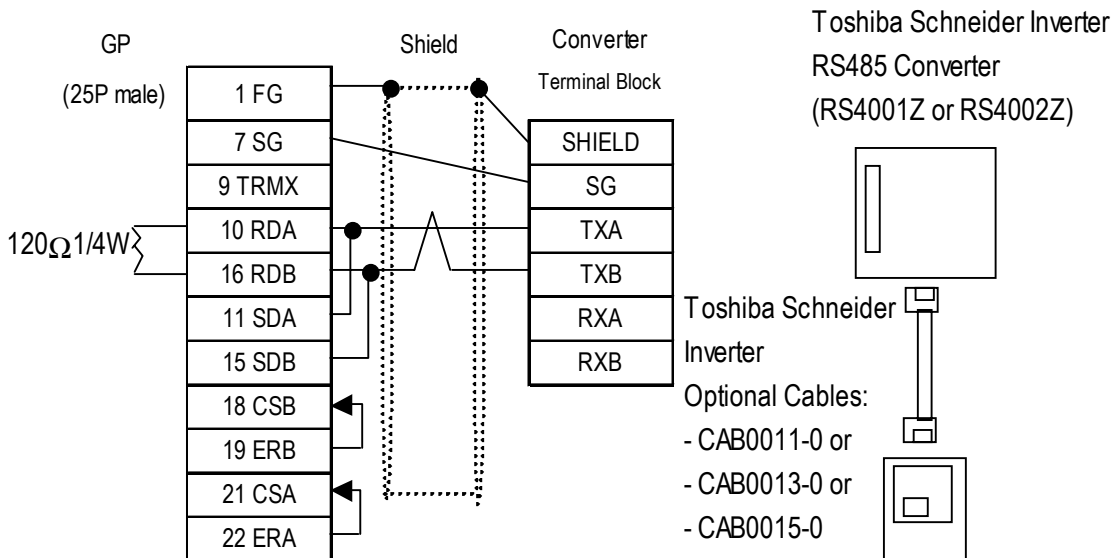 GP
(25P male)
Shield
Converter
Terminal Block
Toshiba Schneider Inverter
RS485 Converter
(RS4001Z or RS4002Z)
1 FG
7 SG
9 TRMX
10 RDA
16 RDB
11 SDA
15 SDB
18 CSB
19 ERB
21 CSA
22 ERA
120Ω1/4W
SHIELD
SG
TXA
TXB
RXA
RXB
Toshiba Schneider
Inverter
Optional Cables:
- CAB0011-0 or
- CAB0013-0 or
- CAB0015-0